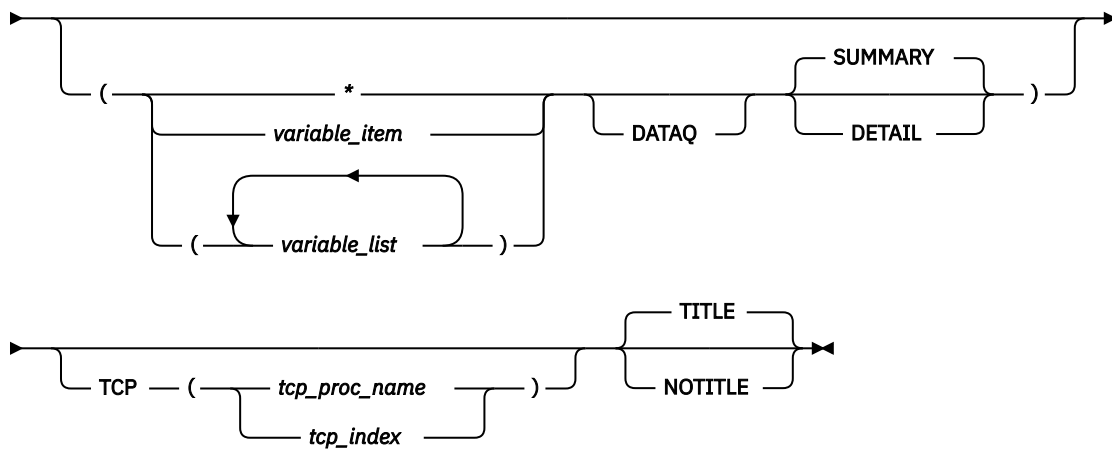 SUMMARY
( * DATAQ )
variable_item DETAIL
( variable_list )
TITLE
TCP ( tcp_proc_name ) NOTITLE
tcp_index